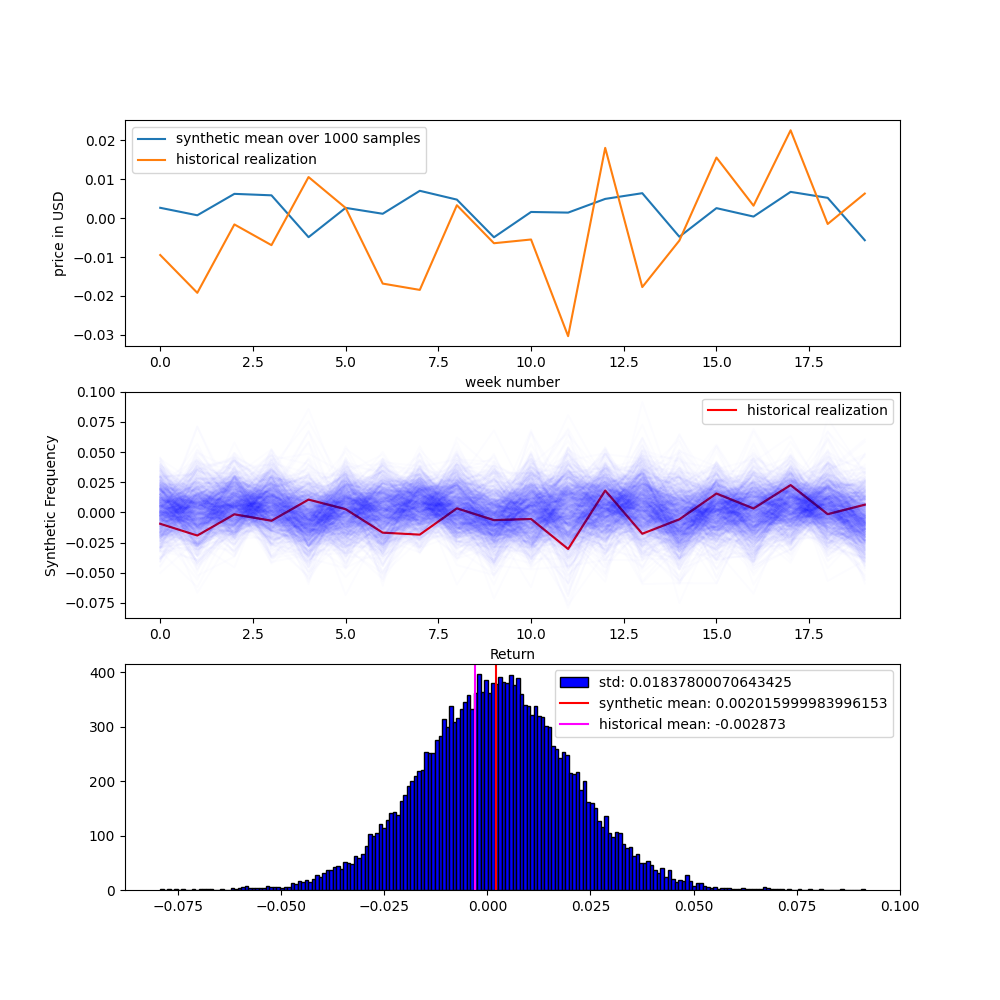 synthetic mean over 1000 samples
historical realization
price in USD
0.02
0.01
0.00
−0.01
−0.02
−0.03
0.0 2.5 5.0 7.5 10.0 12.5 15.0 17.5
week number
historical realization
Synthetic Frequency
0.100
0.075
0.050
0.025
0.000
−0.025
−0.050
−0.075
0.0 2.5 5.0 7.5 10.0 12.5 15.0 17.5
Return
std: 0.01837800070643425
synthetic mean: 0.002015999983996153
historical mean: -0.002873
400
300
200
100
0
−0.075 −0.050 −0.025 0.000 0.025 0.050 0.075 0.100